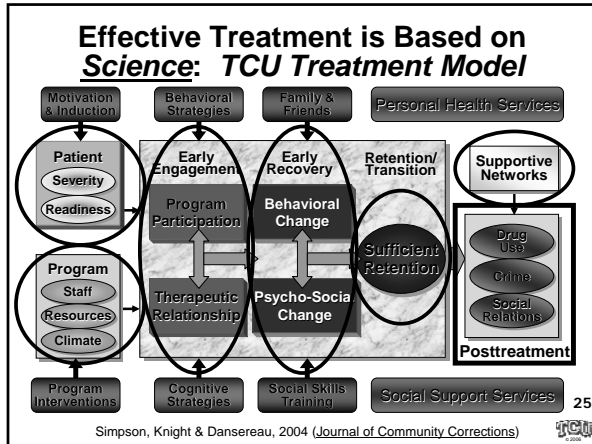 Effective Treatment is Based on
Science: TCU Treatment Model
Motivation
& Induction
Behavioral
Strategies
Family &
Friends
Personal Health Services
Patient
Severity
Readiness
Early
Engagement
Early
Recovery
Retention/
Transition
Supportive
Networks
Program
Participation
Behavioral
Change
Sufficient
Retention
Drug
Use
Crime
Social
Relations
Program
Staff
Resources
Climate
Therapeutic
Relationship
Psycho-Social
Change
Posttreatment
Program
Interventions
Cognitive
Strategies
Social Skills
Training
Social Support Services
25
Simpson, Knight & Dansereau, 2004 (Journal of Community Corrections)
TCU
© 2006